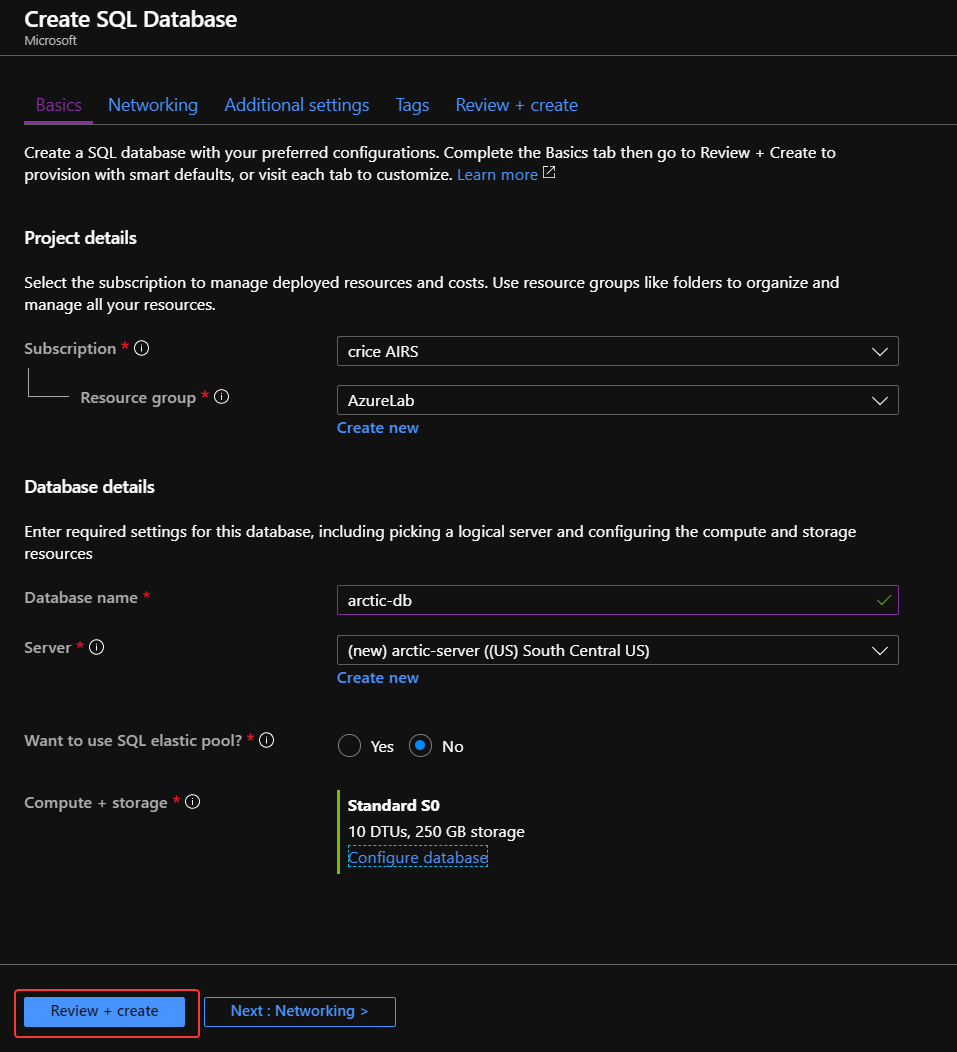 Create SQL Database
Microsoft
Basics Networking Additional settings Tags Review + create
Create a SQL database with your preferred configurations. Complete the Basics tab then go to Review + Create to
provision with smart defaults, or visit each tab to customize. Learn more
Project details
Select the subscription to manage deployed resources and costs. Use resource groups like folders to organize and
manage all your resources.
Subscription *
crice AIRS
Resource group *
AzureLab
Create new
Database details
Enter required settings for this database, including picking a logical server and configuring the compute and storage
resources
Database name *
arctic-db
Server *
(new) arctic-server ((US) South Central US)
Create new
Want to use SQL elastic pool? *
Yes No
Compute + storage *
Standard S0
10 DTUs, 250 GB storage
Configure database
Review + create
Next : Networking >